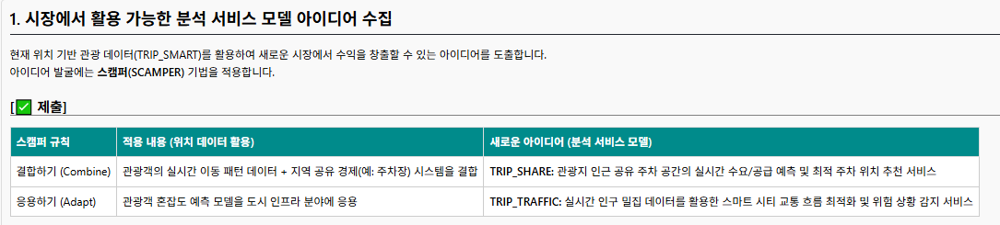 1. 시장에서 활용 가능한 분석 서비스 모델 아이디어 수집
현재 위치 기반 관광 데이터(TRIP_SMART)를 활용하여 새로운 시장에서 수익을 창출할 수 있는 아이디어를 도출합니다.
아이디어 발굴에는 스캠퍼(SCAMPER) 기법을 적용합니다.
[✅ 제출]
스캠퍼 규칙 적용 내용 (위치 데이터 활용) 새로운 아이디어 (분석 서비스 모델)
결합하기 (Combine) 관광객의 실시간 이동 패턴 데이터 + 지역 공유 경제(예: 주차장) 시스템을 결합 TRIP_SHARE: 관광지 인근 공유 주차 공간의 실시간 수요/공급 예측 및 최적 주차 위치 추천 서비스
응용하기 (Adapt) 관광객 혼잡도 예측 모델을 도시 인프라 분야에 응용 TRIP_TRAFFIC: 실시간 인구 밀집 데이터를 활용한 스마트 시티 교통 흐름 최적화 및 위험 상황 감지 서비스